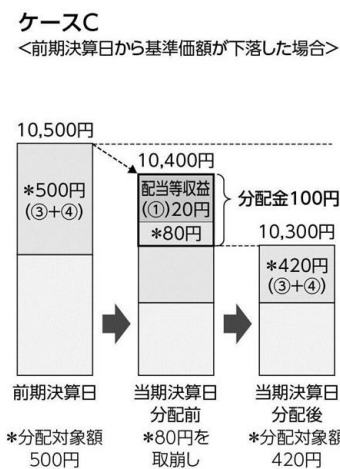 ケースC
<前期決算日から基準価額が下落した場合>
10,500円
*500円
(③+④)
10,400円
配当等収益
(①)20円
*80円
分配金100円
10,300円
*420円
(③+④)
前期決算日
当期決算日
分配前
当期決算日
分配後
*分配対象額
500円
*80円を
取崩し
*分配対象額
420円